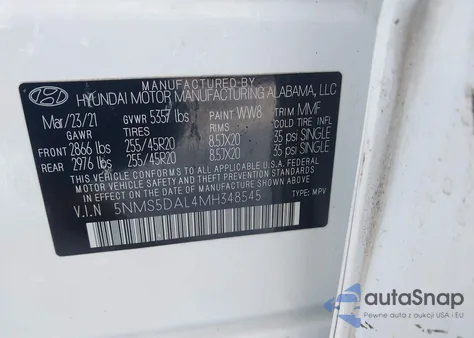 MANUFACTURED BY
HYUNDAI MOTOR MANUFACTURING ALABAMA, LLC
Mar/23/21 GVWR 5357 lbs PAINT WW8 TRIM MMF
GAWR TIRES RIMS COLD TIRE INF.
FRONT 2866 lbs 255/45R20 8.5JX20 35 psi SINGLE
REAR 2976 lbs 255/45R20 8.5JX20 35 psi SINGLE
THIS VEHICLE CONFORMS TO ALL APPLICABLE U.S. FEDERAL MOTOR VEHICLE SAFETY, BUMPER, AND THEFT PREVENTION STANDARDS IN EFFECT ON THE DATE OF MANUFACTURE SHOWN ABOVE.
V.I.N 5NMS5DAL4MH348545 TYPE: MPV
autaSnap
Pewne auta z aukcji USA i EU